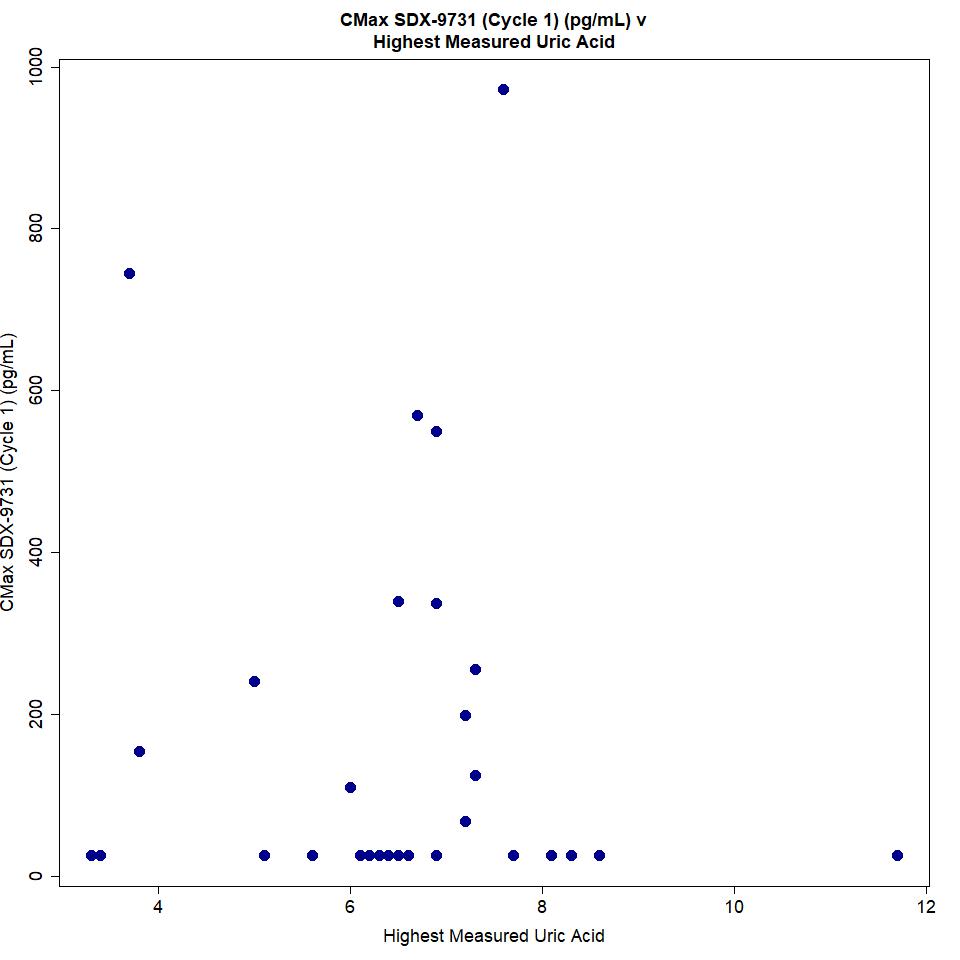 CMax SDX-9731 (Cycle 1) (pg/mL) v
Highest Measured Uric Acid
CMax SDX-9731 (Cycle 1) (pg/mL)
1000
800
600
400
200
0
4 6 8 10 12
Highest Measured Uric Acid